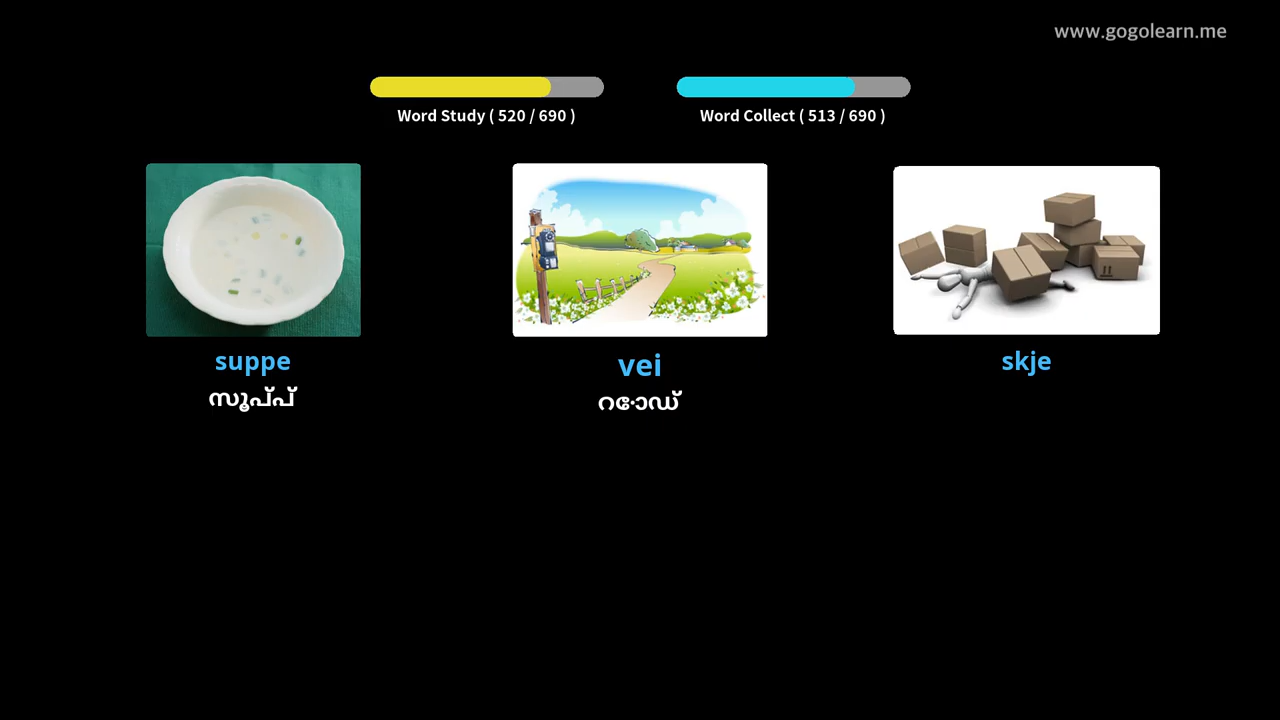 www.gogolearn.me
Word Study ( 520 / 690 )
Word Collect ( 513 / 690 )
suppe
സൂപ്പ്
vei
റോഡ്
skje